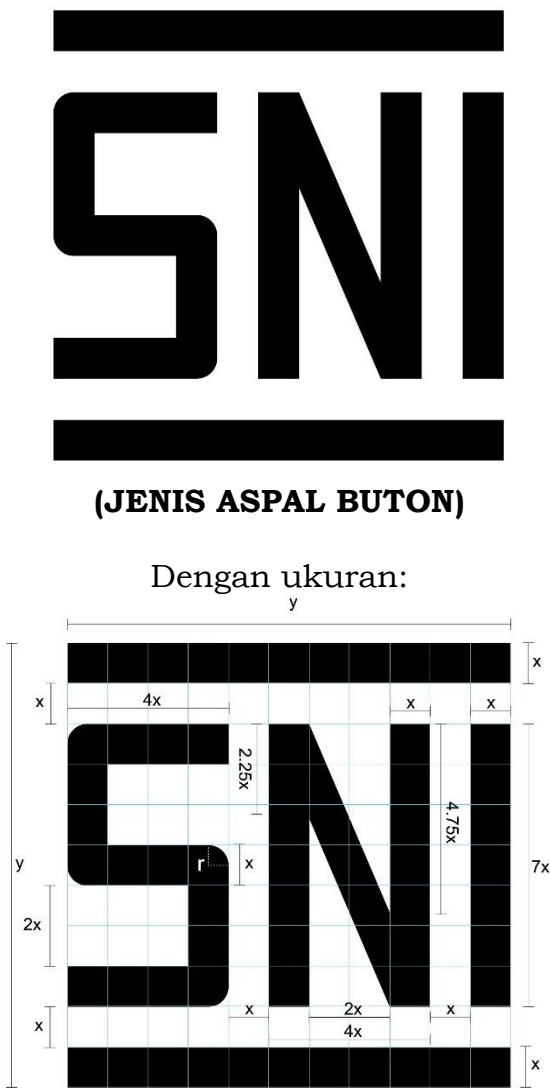 SNI
(JENIS ASPAL BUTON)
Dengan ukuran:
y
x
x
4x
x
x
2.25x
4.75x
r
x
y
7x
2x
x
2x
x
4x
x
x